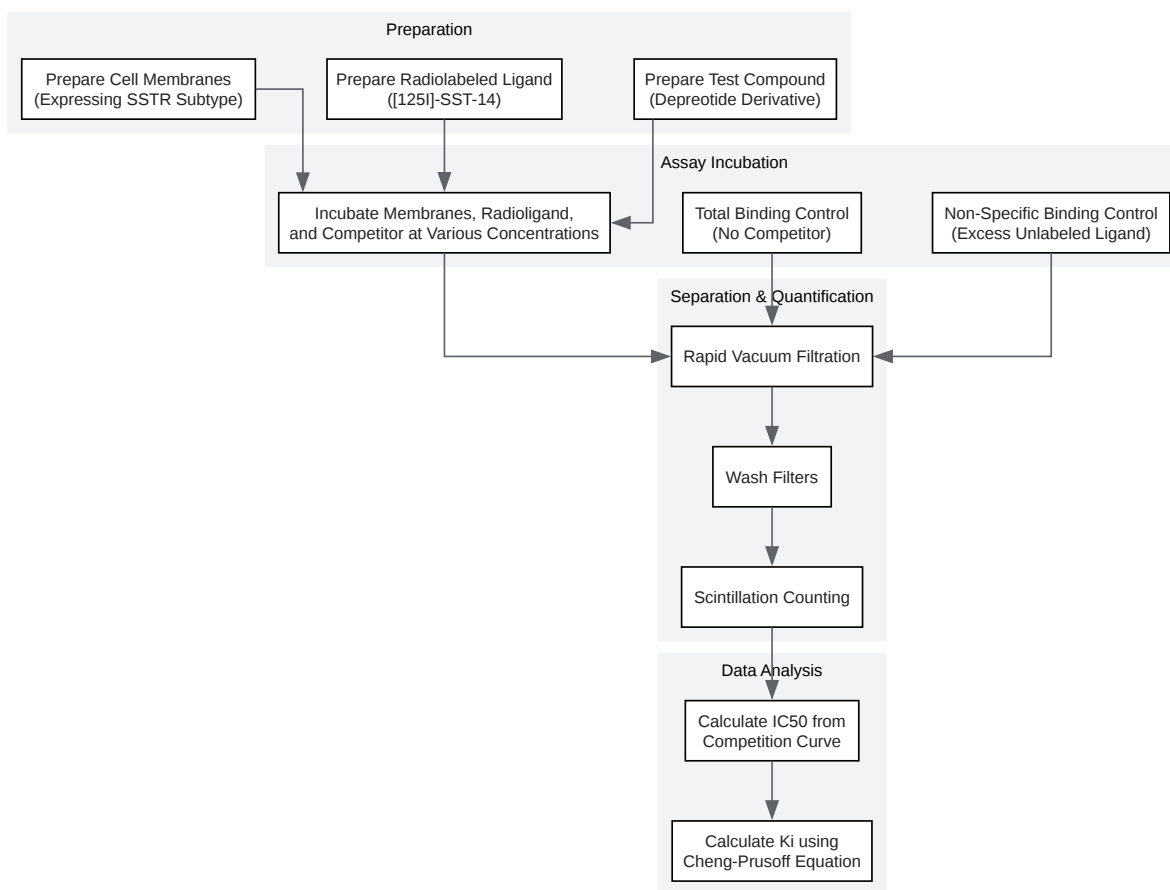 Preparation
Prepare Cell Membranes
(Expressing SSTR Subtype)
Prepare Radiolabeled Ligand
([125I]-SST-14)
Prepare Test Compound
(Depreotide Derivative)
Assay Incubation
Incubate Membranes, Radioligand,
and Competitor at Various Concentrations
Total Binding Control
(No Competitor)
Non-Specific Binding Control
(Excess Unlabeled Ligand)
Separation & Quantification
Rapid Vacuum Filtration
Wash Filters
Scintillation Counting
Data Analysis
Calculate IC50 from
Competition Curve
Calculate Ki using
Cheng-Prusoff Equation